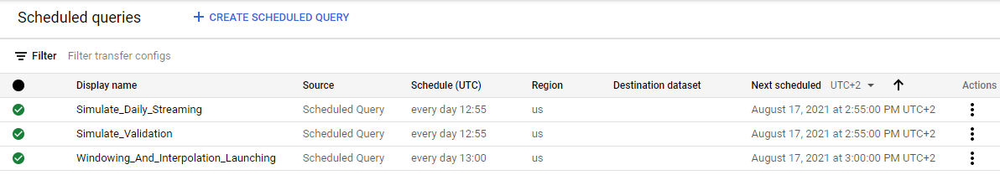 Scheduled queries + CREATE SCHEDULED QUERY
Filter Filter transfer configs
Display name Source Schedule (UTC) Region Destination dataset Next scheduled UTC+2 Actions
Simulate_Daily_Streaming Scheduled Query every day 12:55 us August 17, 2021 at 2:55:00 PM UTC+2
Simulate_Validation Scheduled Query every day 12:55 us August 17, 2021 at 2:55:00 PM UTC+2
Windowing_And_Interpolation_Launching Scheduled Query every day 13:00 us August 17, 2021 at 3:00:00 PM UTC+2